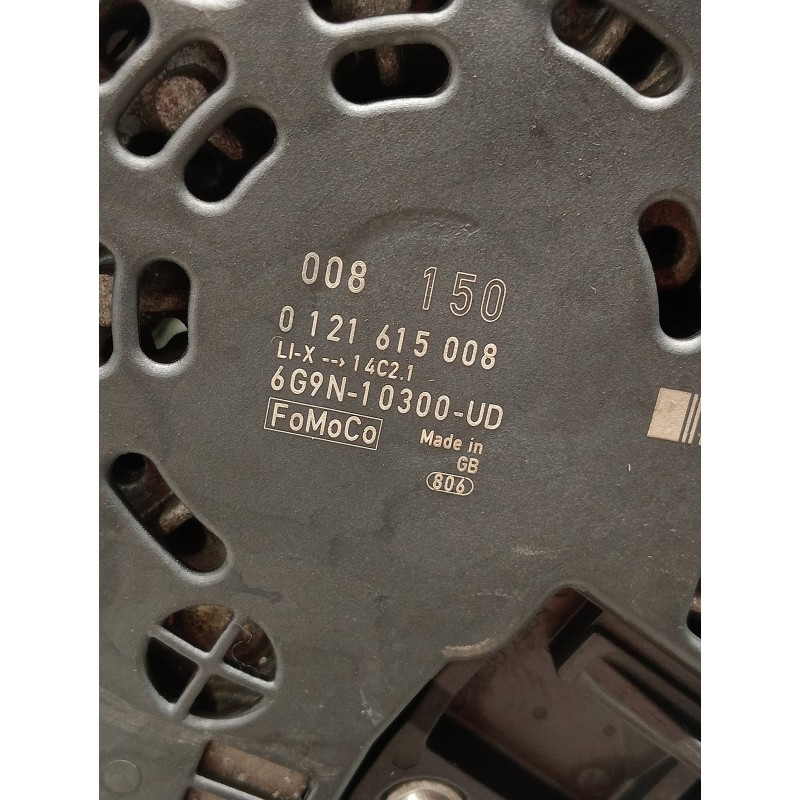 008 150
0 121 615 008
LI-X --> 14C2.1
6G9N-10300-UD
FoMoCo
Made in
GB
806